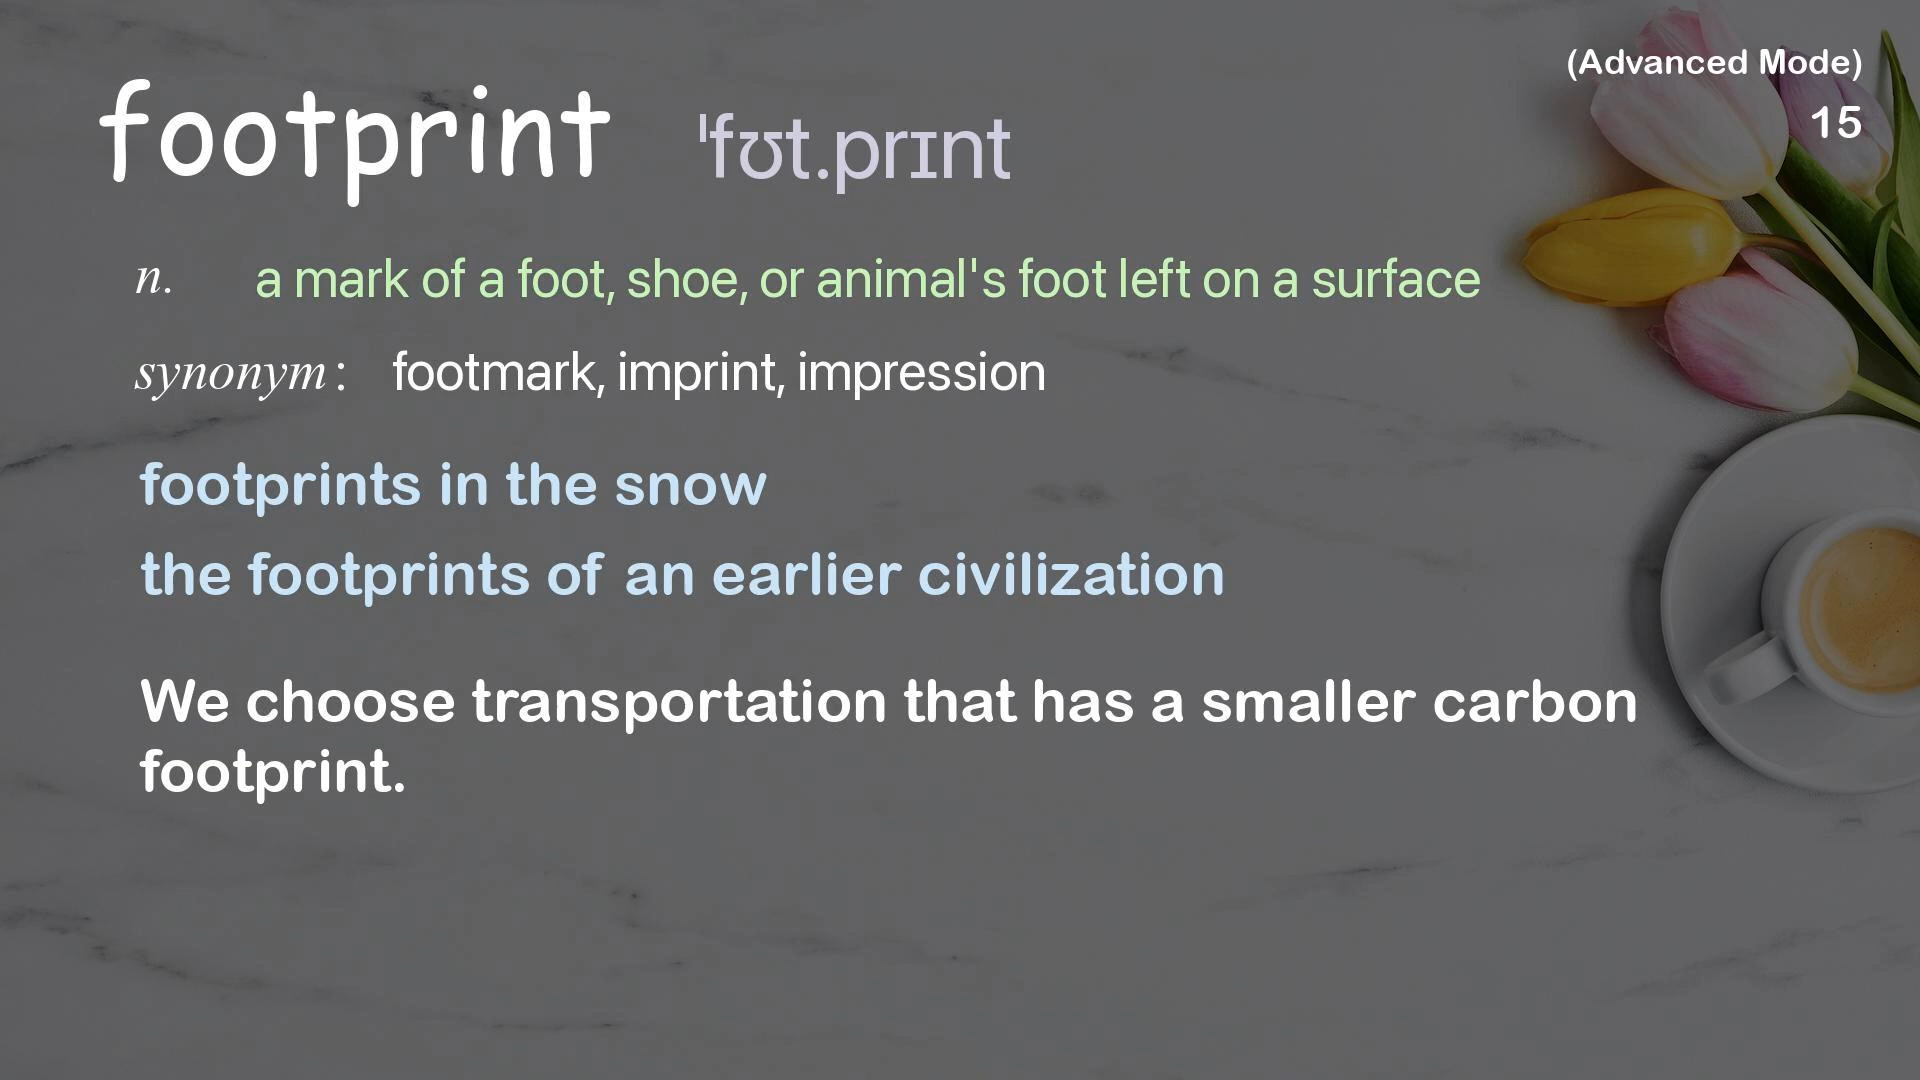 (Advanced Mode)
15
footprint ˈfʊt.prɪnt
n. a mark of a foot, shoe, or animal's foot left on a surface
synonym: footmark, imprint, impression
footprints in the snow
the footprints of an earlier civilization
We choose transportation that has a smaller carbon
footprint.